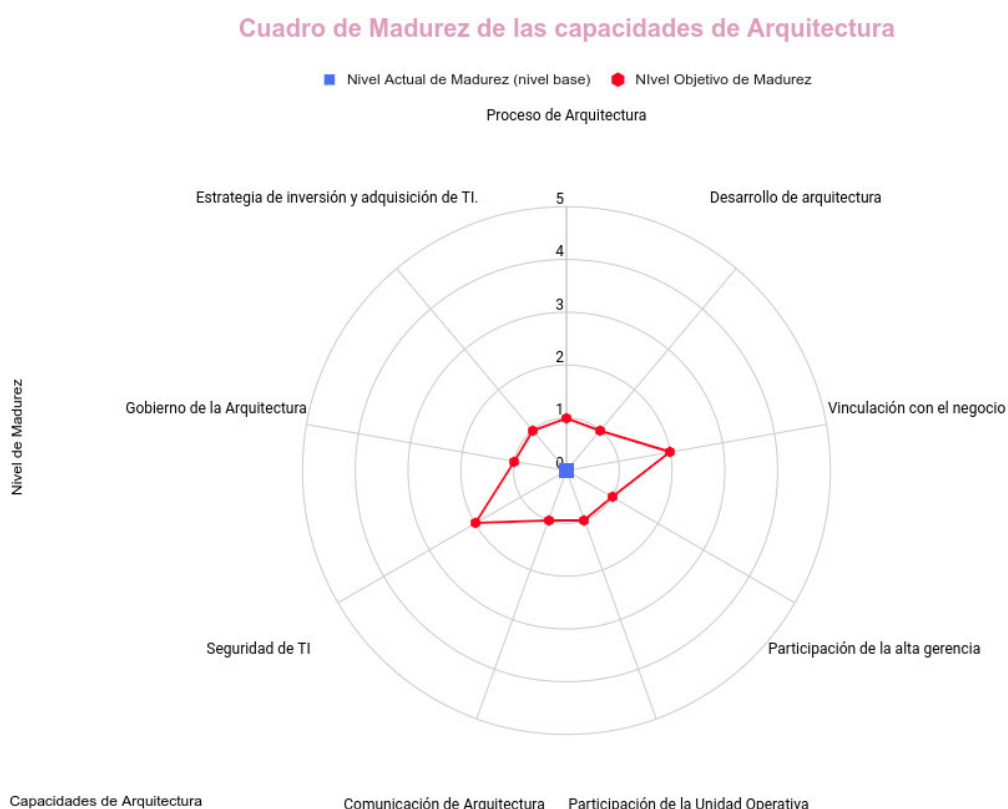 Cuadro de Madurez de las capacidades de Arquitectura
Nivel Actual de Madurez (nivel base)
NIvel Objetivo de Madurez
Proceso de Arquitectura
Estrategia de inversión y adquisición de TI.
Desarrollo de arquitectura
5
4
3
2
1
0
Nivel de Madurez
Gobierno de la Arquitectura
Vinculación con el negocio
Seguridad de TI
Participación de la alta gerencia
Capacidades de Arquitectura
Comunicación de Arquitectura
Participación de la Unidad Operativa